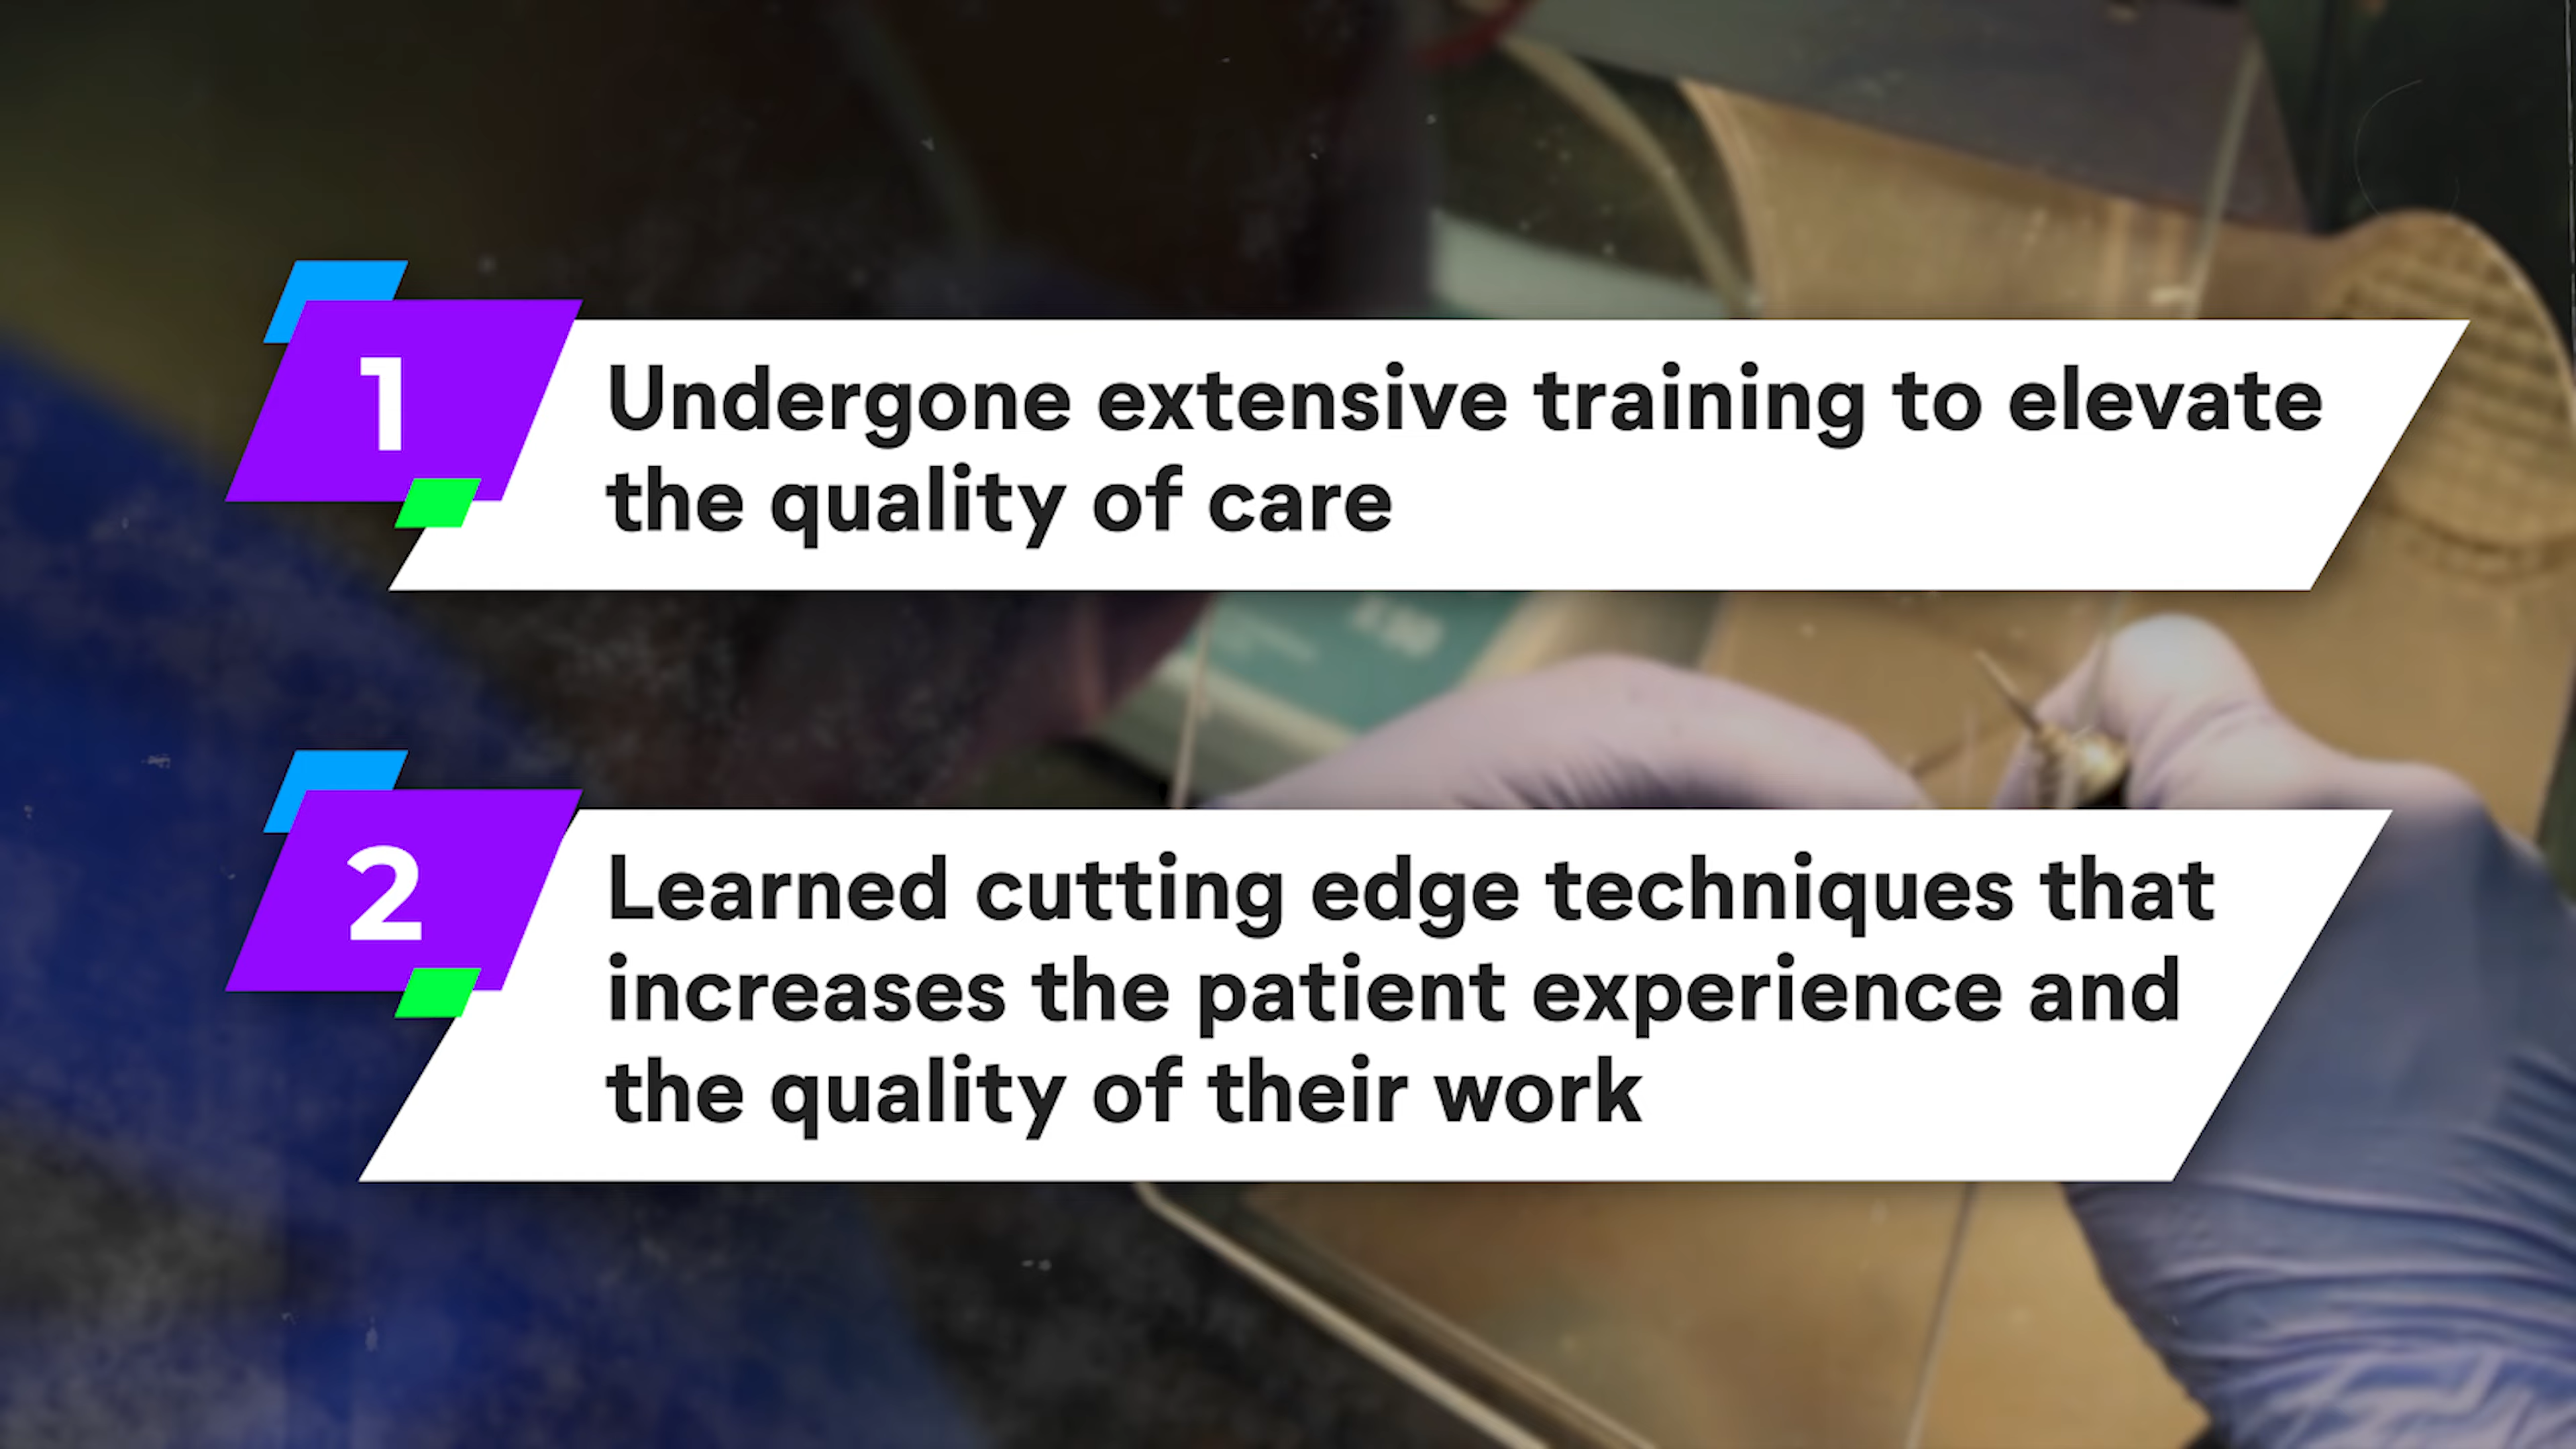 1
Undergone extensive training to elevate
the quality of care
2
Learned cutting edge techniques that
increases the patient experience and
the quality of their work